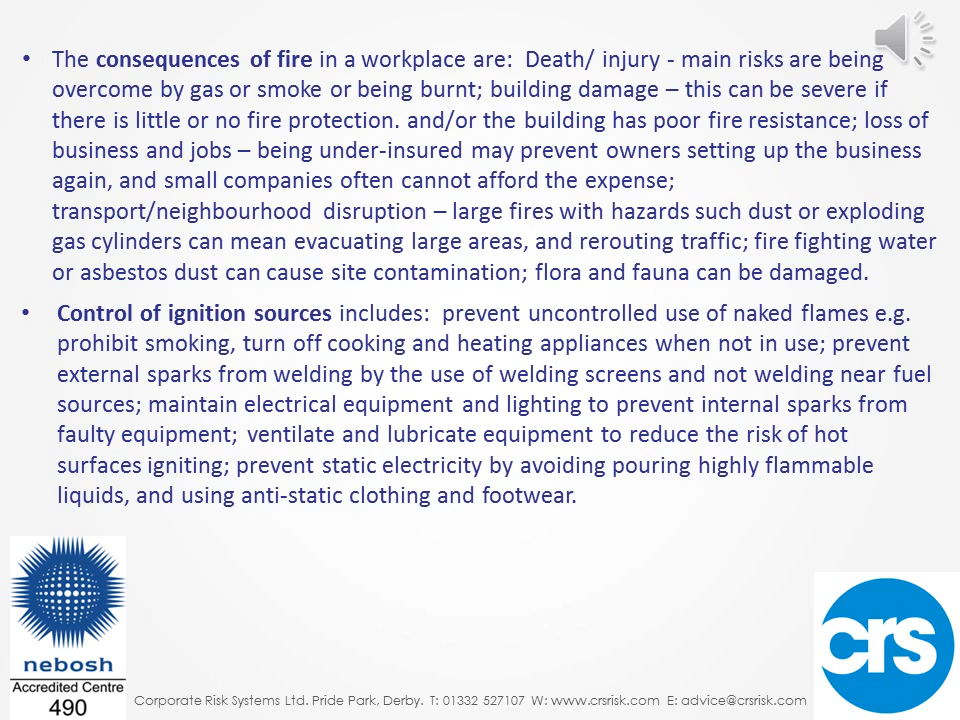 • The consequences of fire in a workplace are:  Death/ injury - main risks are being
overcome by gas or smoke or being burnt; building damage – this can be severe if
there is little or no fire protection. and/or the building has poor fire resistance; loss of
business and jobs – being under-insured may prevent owners setting up the business
again, and small companies often cannot afford the expense;
transport/neighbourhood disruption – large fires with hazards such dust or exploding
gas cylinders can mean evacuating large areas, and rerouting traffic; fire fighting water
or asbestos dust can cause site contamination; flora and fauna can be damaged.
• Control of ignition sources includes:  prevent uncontrolled use of naked flames e.g.
prohibit smoking, turn off cooking and heating appliances when not in use; prevent
external sparks from welding by the use of welding screens and not welding near fuel
sources; maintain electrical equipment and lighting to prevent internal sparks from
faulty equipment; ventilate and lubricate equipment to reduce the risk of hot
surfaces igniting; prevent static electricity by avoiding pouring highly flammable
liquids, and using anti-static clothing and footwear.
nebosh
Accredited Centre
490
Corporate Risk Systems Ltd. Pride Park, Derby. T: 01332 527107 W: www.crsrisk.com E: advice@crsrisk.com
crs